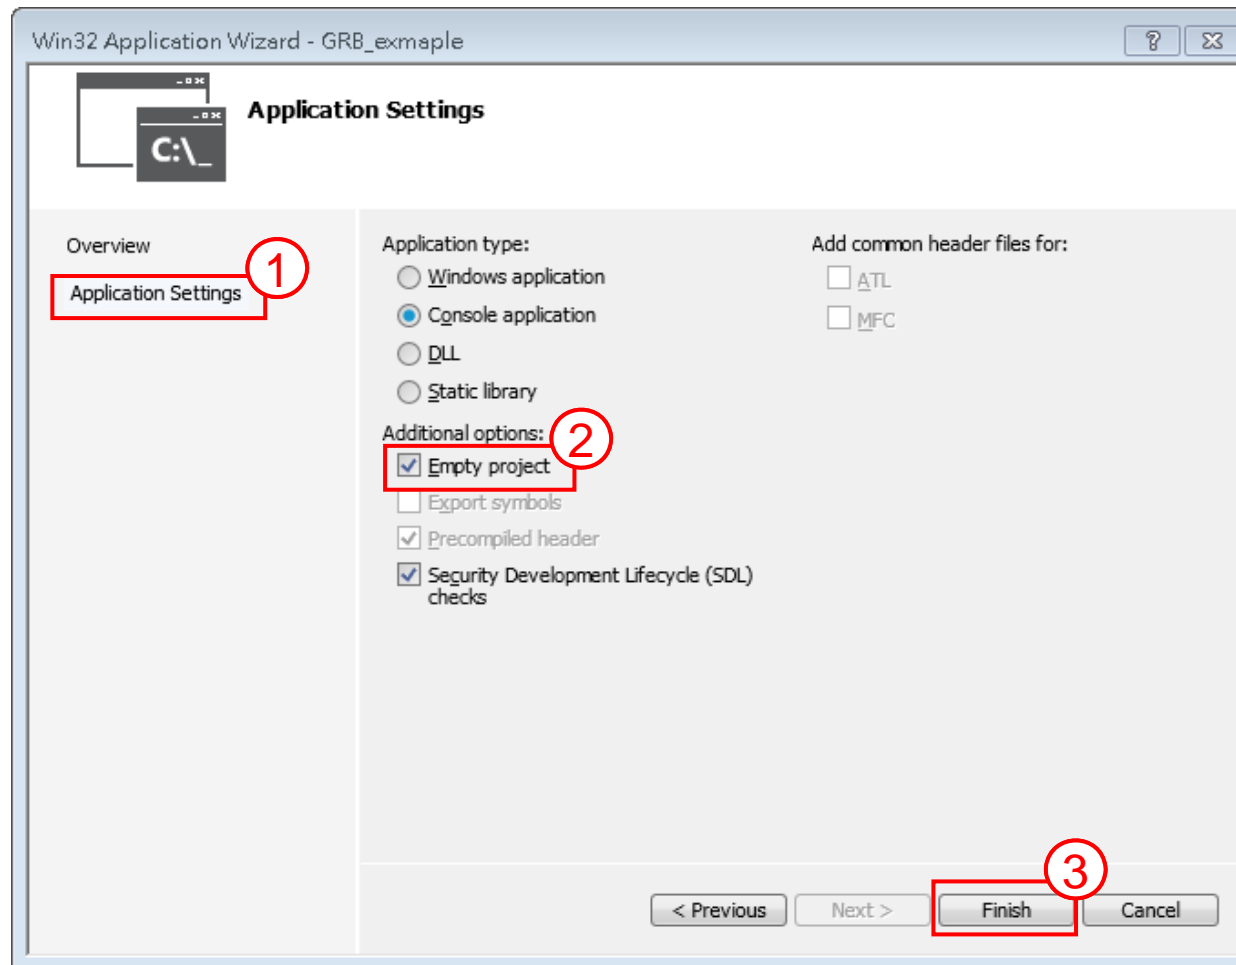 Win32 Application Wizard - GRB_exmaple
C:\_
Application Settings
Overview
1
Application Settings
Application type:
Windows application
Console application
DLL
Static library
Additional options:
2
Empty project
Export symbols
Precompiled header
Security Development Lifecycle (SDL)
checks
Add common header files for:
ATL
MFC
3
< Previous
Next >
Finish
Cancel